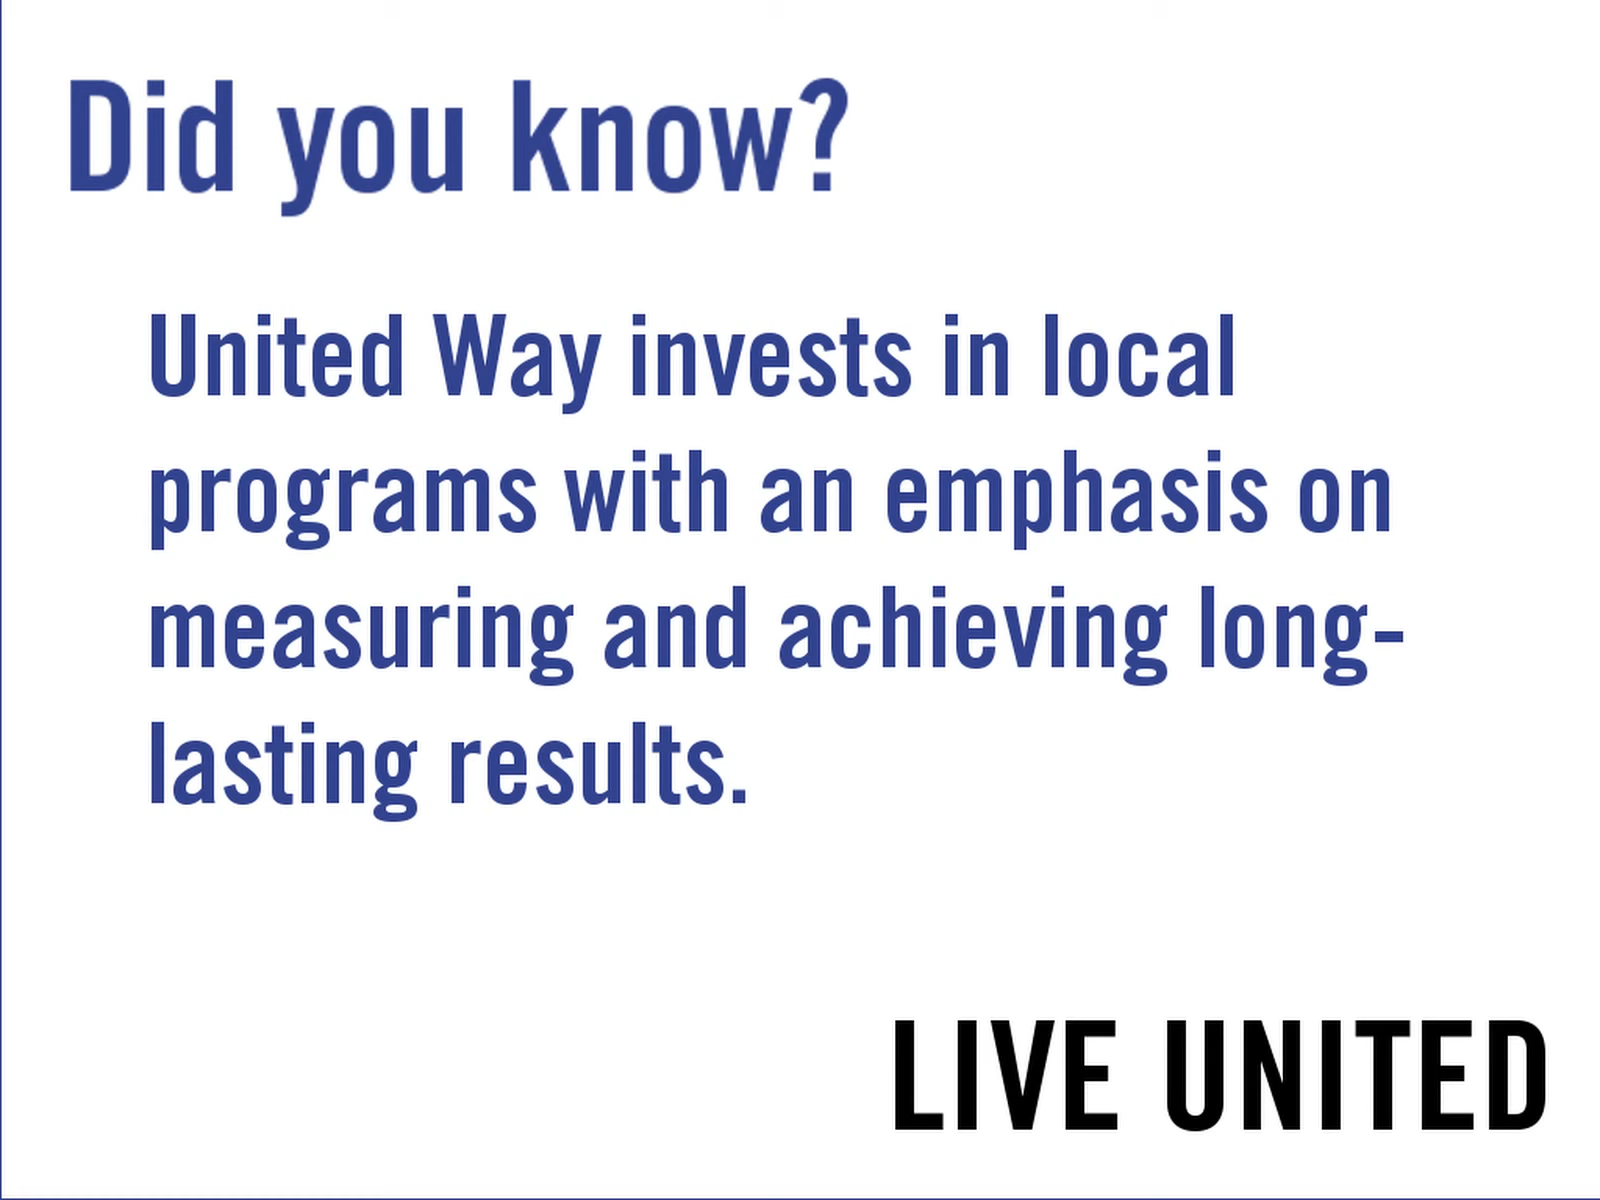 Did you know?
United Way invests in local
programs with an emphasis on
measuring and achieving long-
lasting results.
LIVE UNITED